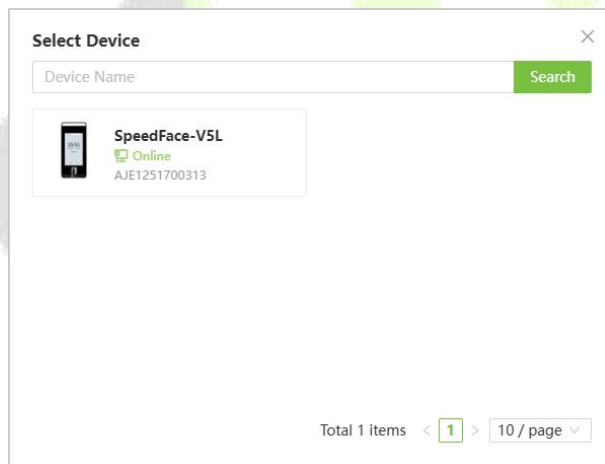 Select Device
Device Name
Search
SpeedFace-V5L
Online
AJE1251700313
Total 1 items < 1 > 10 / page